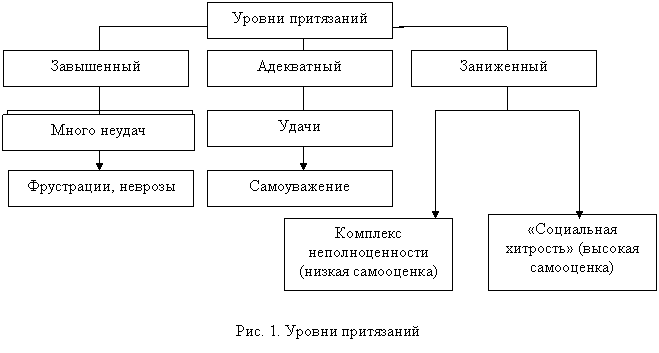 Уровни притязаний
Завышенный
Адекватный
Заниженный
Много неудач
Удачи
Фрустрации, неврозы
Самоуважение
Комплекс
неполноценности
(низкая самооценка)
«Социальная
хитрость» (высокая
самооценка)
Рис. 1. Уровни притязаний